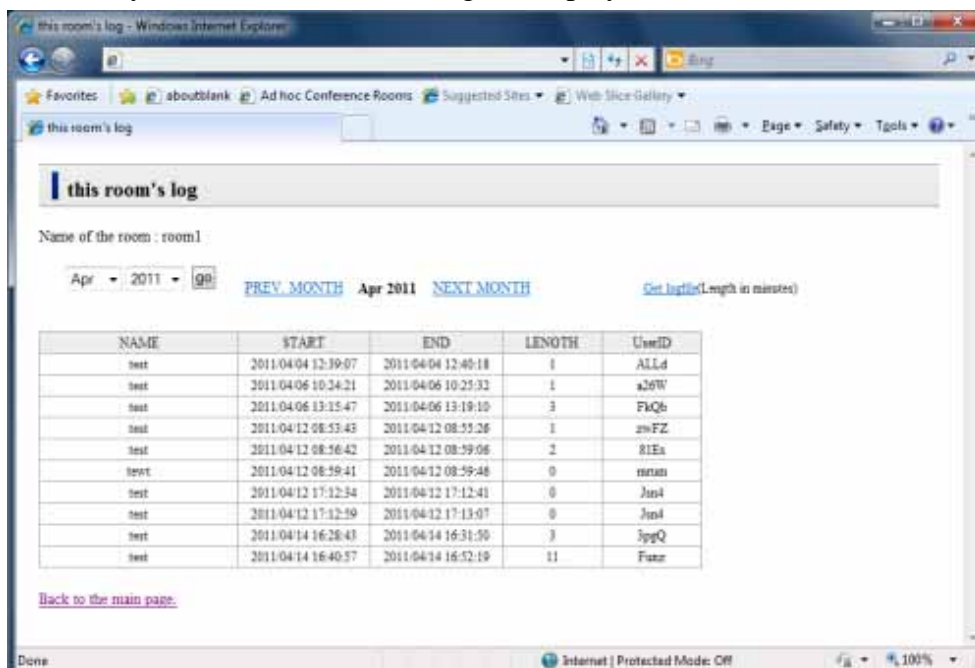 this room's log - Windows Internet Explorer
Bing
Favorites aboutblank Ad hoc Conference Rooms Suggested Sites Web Slice Gallery
this room's log Page Safety Tools
this room's log
Name of the room : room1
Apr 2011 go PREV. MONTH Apr 2011 NEXT MONTH Get logfile(Length in minutes)
NAME START END LENGTH UserID
test 2011/04/04 12:39:07 2011/04/04 12:40:18 1 ALLd
test 2011/04/06 10:24:21 2011/04/06 10:25:32 1 a26W
test 2011/04/06 13:15:47 2011/04/06 13:19:10 3 FkQb
test 2011/04/12 08:53:43 2011/04/12 08:55:26 1 zwFZ
test 2011/04/12 08:56:42 2011/04/12 08:59:06 2 81Ex
tewt 2011/04/12 08:59:41 2011/04/12 08:59:46 0
test 2011/04/12 17:12:34 2011/04/12 17:12:41 0 Jsn4
test 2011/04/12 17:12:59 2011/04/12 17:13:07 0 Jsn4
test 2011/04/14 16:28:43 2011/04/14 16:31:50 3 3pgQ
test 2011/04/14 16:40:57 2011/04/14 16:52:19 11
Back to the main page.
Done Internet | Protected Mode: Off 100%